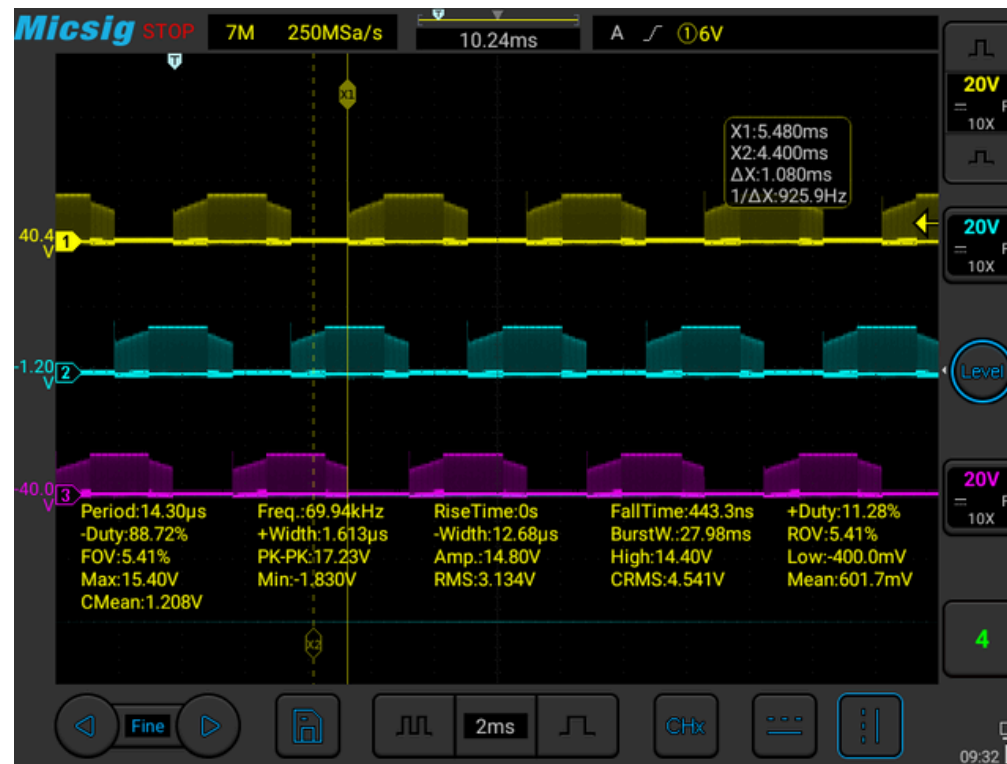 Micsig STOP 7M 250MSa/s 10.24ms A ①6V
T
T
X1
20V
10X
X1:5.480ms
X2:4.400ms
ΔX:1.080ms
1/ΔX:925.9Hz
40.4
V
1
20V
10X
-1.20
V
2
Level
-40.0
V
3
20V
10X
Period:14.30µs Freq.:69.94kHz RiseTime:0s FallTime:443.3ns +Duty:11.28%
-Duty:88.72% +Width:1.613µs -Width:12.68µs BurstW.:27.98ms ROV:5.41%
FOV:5.41% PK-PK:17.23V Amp.:14.80V High:14.40V Low:-400.0mV
Max:15.40V Min:-1.830V RMS:3.134V CRMS:4.541V Mean:601.7mV
CMean:1.208V
X2
4
Fine 2ms CHx
09:32